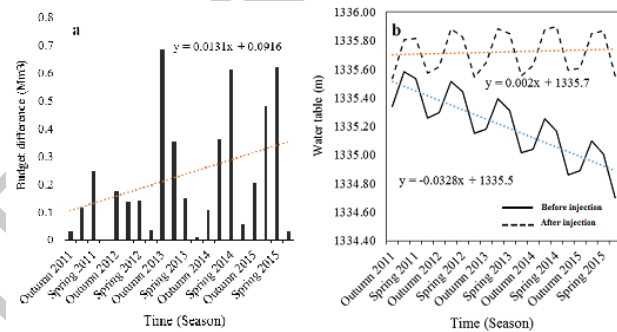 a
y = 0.0131x + 0.0916
Budget difference (Mm3)
0.8
0.7
0.6
0.5
0.4
0.3
0.2
0.1
0
Outumn 2011
Spring 2011
Outumn 2012
Spring 2012
Outumn 2013
Spring 2013
Outumn 2014
Spring 2014
Outumn 2015
Spring 2015
Time (Season)
b
Water table (m)
1336.00
1335.80
1335.60
1335.40
1335.20
1335.00
1334.80
1334.60
1334.40
y = 0.002x + 1335.7
y = -0.0328x + 1335.5
Before injection
After injection
Outumn 2011
Spring 2011
Outumn 2012
Spring 2012
Outumn 2013
Spring 2013
Outumn 2014
Spring 2014
Outumn 2015
Spring 2015
Time (Season)